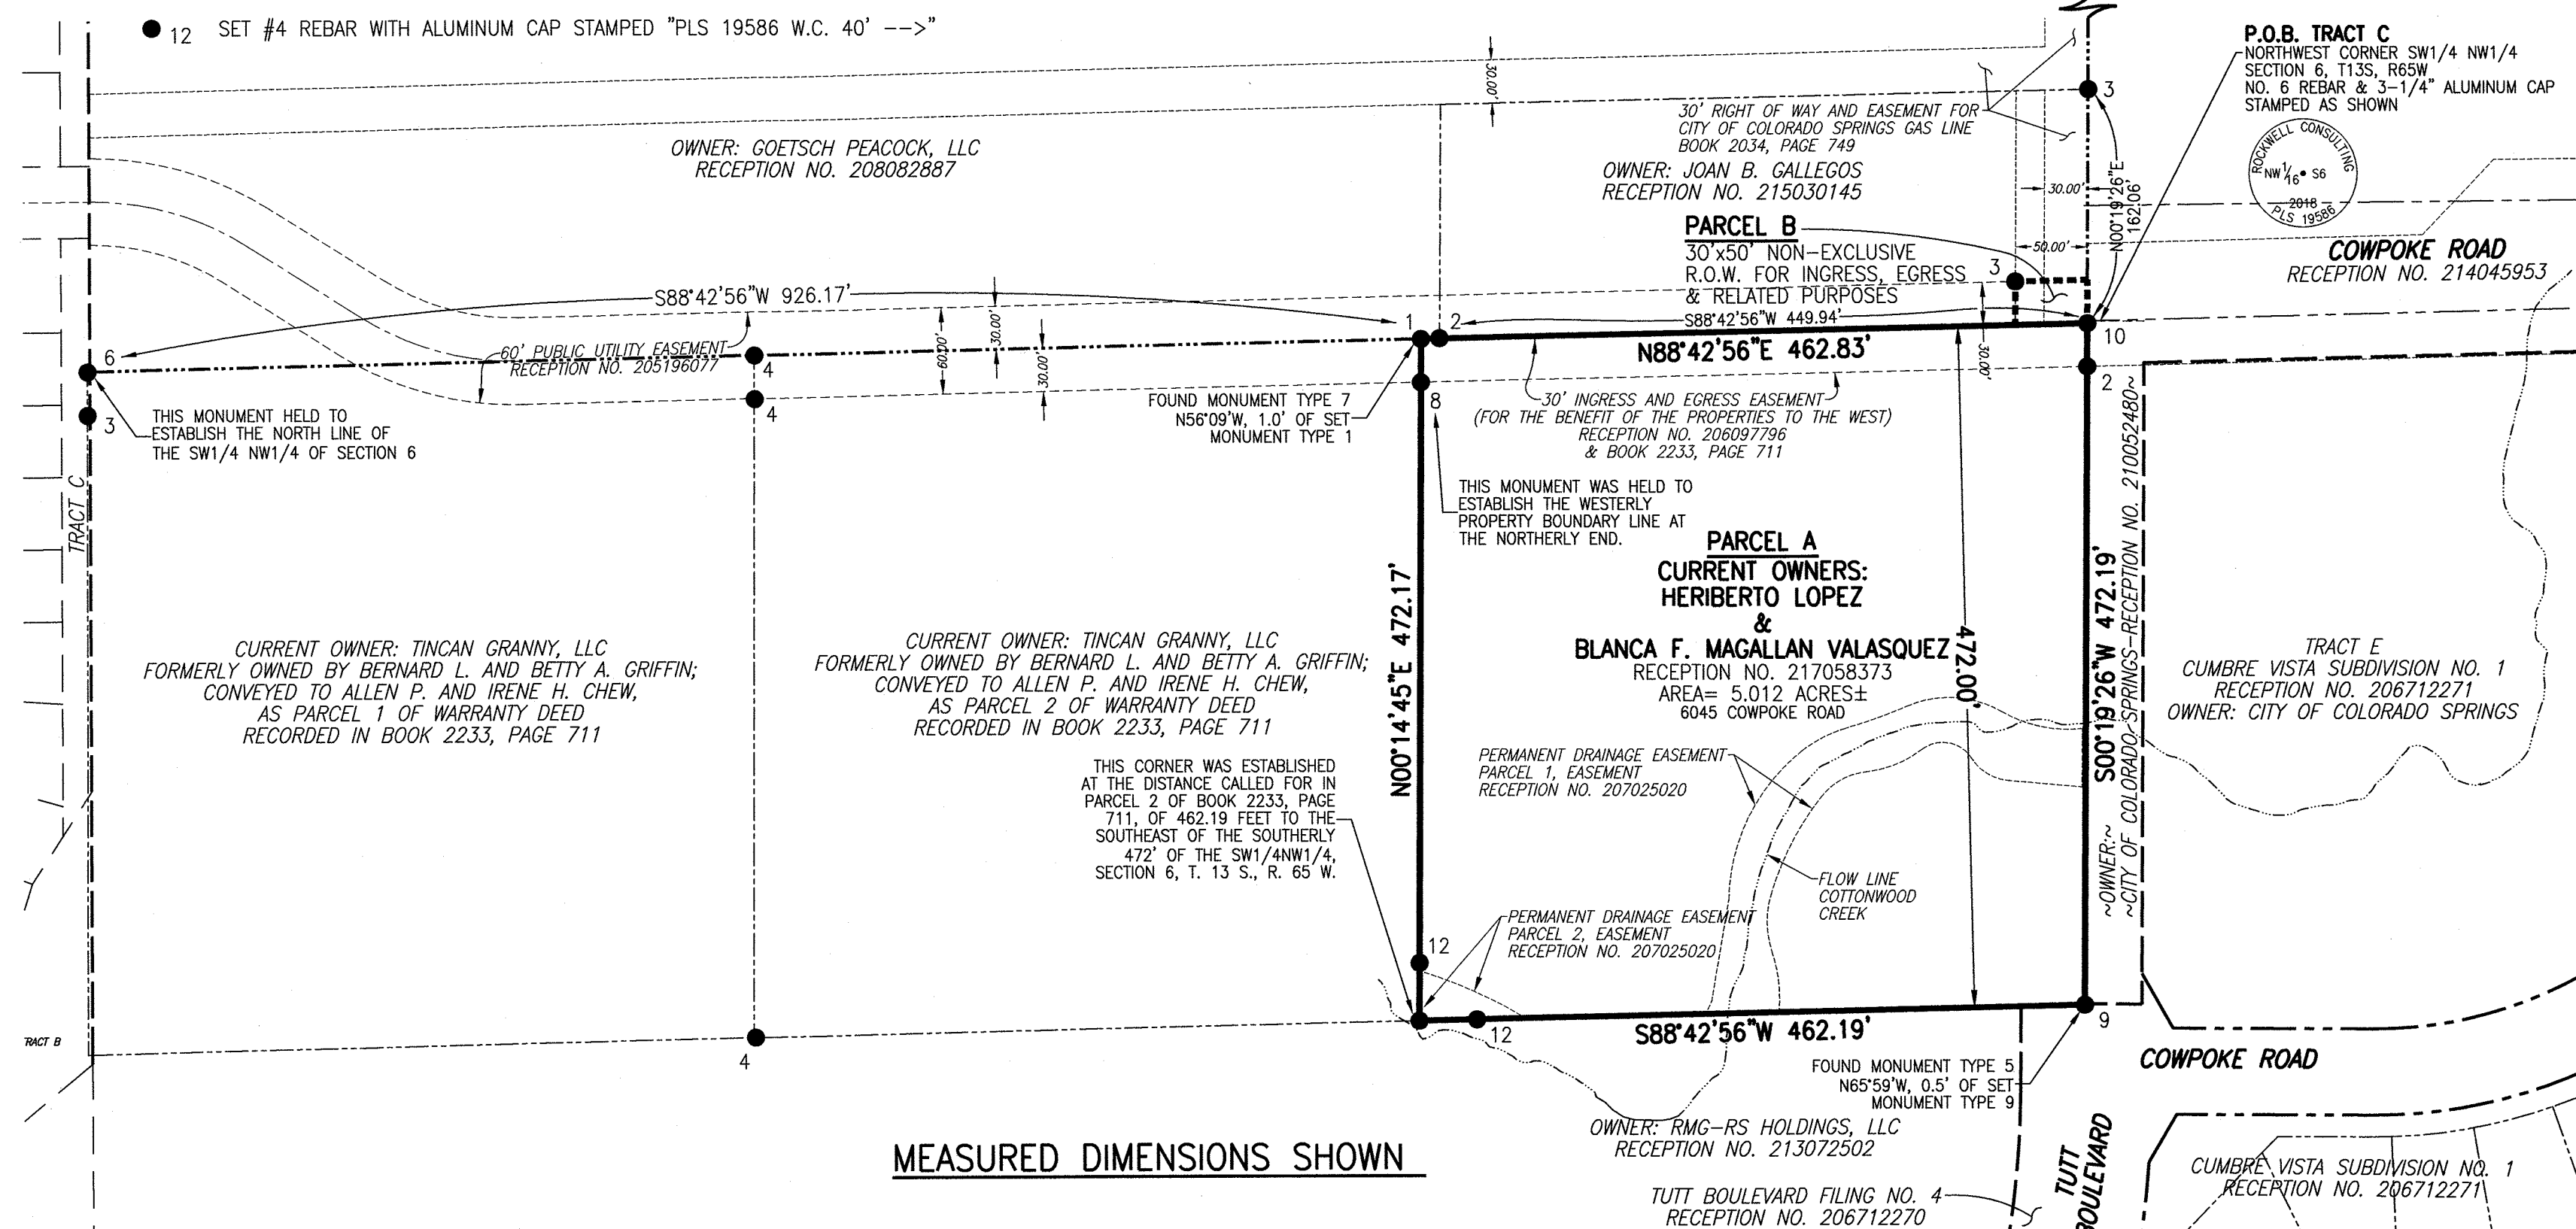 12 SET #4 REBAR WITH ALUMINUM CAP STAMPED "PLS 19586 W.C. 40' -->"
P.O.B. TRACT C
NORTHWEST CORNER SW1/4 NW1/4
SECTION 6, T13S, R65W
NO. 6 REBAR & 3-1/4" ALUMINUM CAP
STAMPED AS SHOWN
ROCKWELL CONSULTING
NW 1/16 S6
2018
PLS 19586
30.00'
3
30' RIGHT OF WAY AND EASEMENT FOR
CITY OF COLORADO SPRINGS GAS LINE
BOOK 2034, PAGE 749
OWNER: GOETSCH PEACOCK, LLC
RECEPTION NO. 208082887
OWNER: JOAN B. GALLEGOS
RECEPTION NO. 215030145
30.00'
N00°19'26"E
162.06'
50.00'
PARCEL B
30'x50' NON-EXCLUSIVE
R.O.W. FOR INGRESS, EGRESS
& RELATED PURPOSES
3
COWPOKE ROAD
RECEPTION NO. 214045953
S88°42'56"W 926.17'
S88°42'56"W 449.94'
1
2
10
N88°42'56"E 462.83'
30.00'
60.00'
30.00'
30.00'
6
60' PUBLIC UTILITY EASEMENT
RECEPTION NO. 205196077
4
4
2
8
3
THIS MONUMENT HELD TO
ESTABLISH THE NORTH LINE OF
THE SW1/4 NW1/4 OF SECTION 6
FOUND MONUMENT TYPE 7
N56°09'W, 1.0' OF SET
MONUMENT TYPE 1
30' INGRESS AND EGRESS EASEMENT
(FOR THE BENEFIT OF THE PROPERTIES TO THE WEST)
RECEPTION NO. 206097796
& BOOK 2233, PAGE 711
THIS MONUMENT WAS HELD TO
ESTABLISH THE WESTERLY
PROPERTY BOUNDARY LINE AT
THE NORTHERLY END.
TRACT C
PARCEL A
CURRENT OWNERS:
HERIBERTO LOPEZ
&
BLANCA F. MAGALLAN VALASQUEZ
RECEPTION NO. 217058373
AREA= 5.012 ACRES±
6045 COWPOKE ROAD
N00°14'45"E 472.17'
472.00'
S00°19'26"W 472.19'
~OWNER:~
~CITY OF COLORADO SPRINGS-RECEPTION NO. 210052480~
CURRENT OWNER: TINCAN GRANNY, LLC
FORMERLY OWNED BY BERNARD L. AND BETTY A. GRIFFIN;
CONVEYED TO ALLEN P. AND IRENE H. CHEW,
AS PARCEL 1 OF WARRANTY DEED
RECORDED IN BOOK 2233, PAGE 711
CURRENT OWNER: TINCAN GRANNY, LLC
FORMERLY OWNED BY BERNARD L. AND BETTY A. GRIFFIN;
CONVEYED TO ALLEN P. AND IRENE H. CHEW,
AS PARCEL 2 OF WARRANTY DEED
RECORDED IN BOOK 2233, PAGE 711
TRACT E
CUMBRE VISTA SUBDIVISION NO. 1
RECEPTION NO. 206712271
OWNER: CITY OF COLORADO SPRINGS
THIS CORNER WAS ESTABLISHED
AT THE DISTANCE CALLED FOR IN
PARCEL 2 OF BOOK 2233, PAGE
711, OF 462.19 FEET TO THE
SOUTHEAST OF THE SOUTHERLY
472' OF THE SW1/4NW1/4,
SECTION 6, T. 13 S., R. 65 W.
PERMANENT DRAINAGE EASEMENT
PARCEL 1, EASEMENT
RECEPTION NO. 207025020
FLOW LINE
COTTONWOOD
CREEK
PERMANENT DRAINAGE EASEMENT
PARCEL 2, EASEMENT
RECEPTION NO. 207025020
12
12
S88°42'56"W 462.19'
9
4
RACT B
FOUND MONUMENT TYPE 5
N65°59'W, 0.5' OF SET
MONUMENT TYPE 9
COWPOKE ROAD
OWNER: RMG-RS HOLDINGS, LLC
RECEPTION NO. 213072502
MEASURED DIMENSIONS SHOWN
TUTT BOULEVARD FILING NO. 4
RECEPTION NO. 206712270
TUTT
BOULEVARD
CUMBRE VISTA SUBDIVISION NO. 1
RECEPTION NO. 206712271